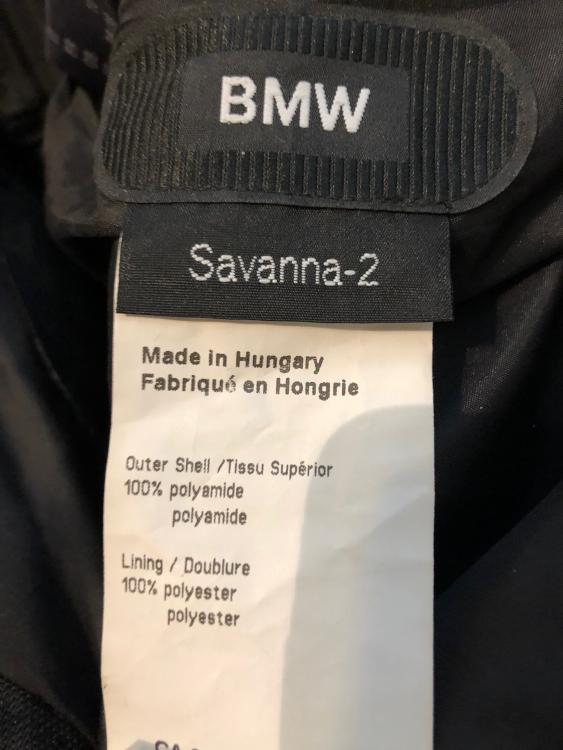 BMW
Savanna-2
Made in Hungary
Fabriqué en Hongrie
Outer Shell /Tissu Supérior
100% polyamide
polyamide
Lining / Doublure
100% polyester
polyester
CA